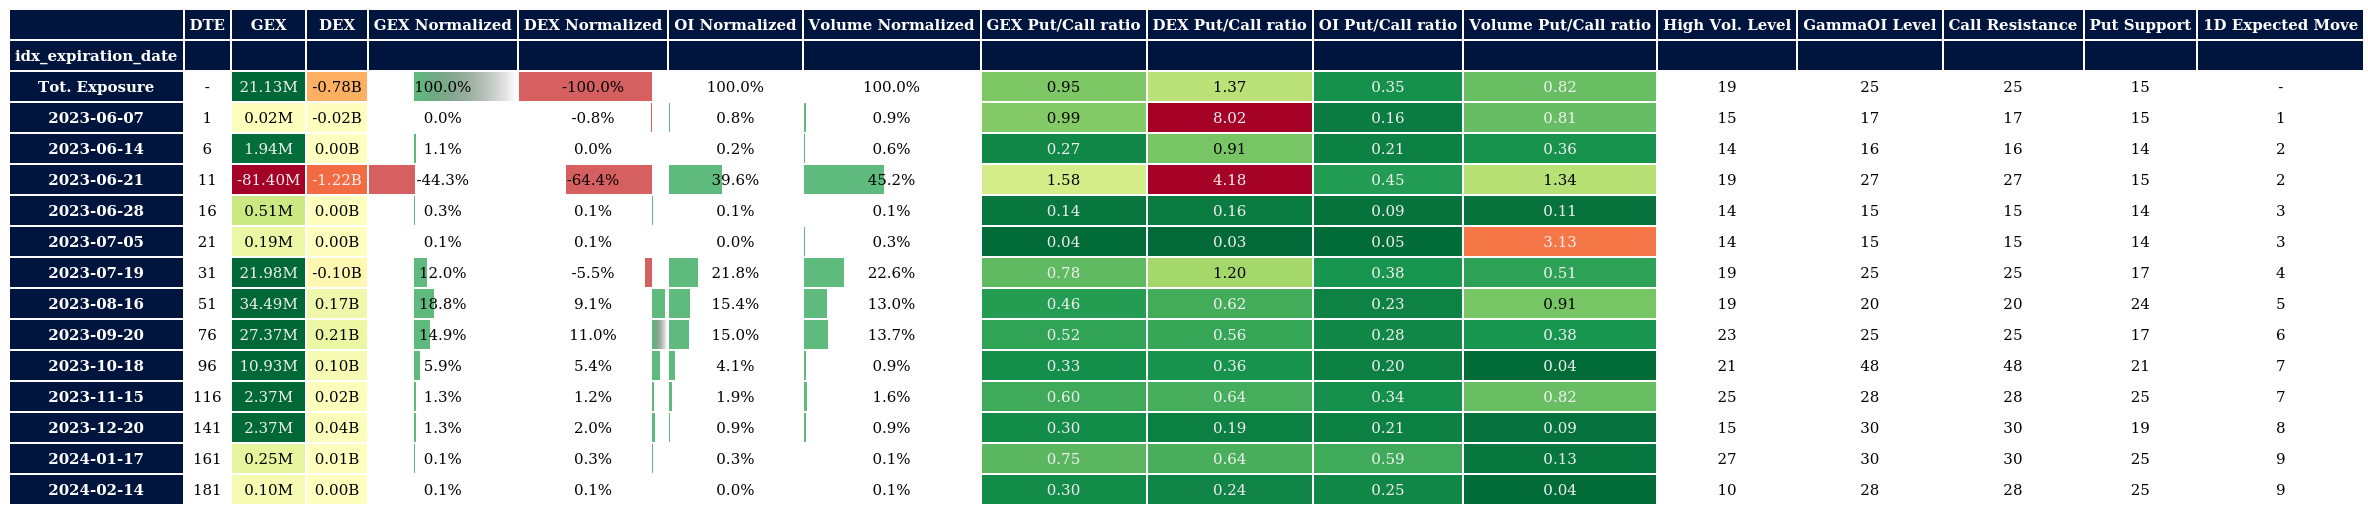 DTE GEX DEX GEX Normalized DEX Normalized OI Normalized Volume Normalized GEX Put/Call ratio DEX Put/Call ratio OI Put/Call ratio Volume Put/Call ratio High Vol. Level GammaOI Level Call Resistance Put Support 1D Expected Move
idx_expiration_date
Tot. Exposure - 21.13M -0.78B 100.0% -100.0% 100.0% 100.0% 0.95 1.37 0.35 0.82 19 25 25 15 -
2023-06-07 1 0.02M -0.02B 0.0% -0.8% 0.8% 0.9% 0.99 8.02 0.16 0.81 15 17 17 15 1
2023-06-14 6 1.94M 0.00B 1.1% 0.0% 0.2% 0.6% 0.27 0.91 0.21 0.36 14 16 16 14 2
2023-06-21 11 -81.40M -1.22B -44.3% -64.4% 39.6% 45.2% 1.58 4.18 0.45 1.34 19 27 27 15 2
2023-06-28 16 0.51M 0.00B 0.3% 0.1% 0.1% 0.1% 0.14 0.16 0.09 0.11 14 15 15 14 3
2023-07-05 21 0.19M 0.00B 0.1% 0.1% 0.0% 0.3% 0.04 0.03 0.05 3.13 14 15 15 14 3
2023-07-19 31 21.98M -0.10B 12.0% -5.5% 21.8% 22.6% 0.78 1.20 0.38 0.51 19 25 25 17 4
2023-08-16 51 34.49M 0.17B 18.8% 9.1% 15.4% 13.0% 0.46 0.62 0.23 0.91 19 20 20 24 5
2023-09-20 76 27.37M 0.21B 14.9% 11.0% 15.0% 13.7% 0.52 0.56 0.28 0.38 23 25 25 17 6
2023-10-18 96 10.93M 0.10B 5.9% 5.4% 4.1% 0.9% 0.33 0.36 0.20 0.04 21 48 48 21 7
2023-11-15 116 2.37M 0.02B 1.3% 1.2% 1.9% 1.6% 0.60 0.64 0.34 0.82 25 28 28 25 7
2023-12-20 141 2.37M 0.04B 1.3% 2.0% 0.9% 0.9% 0.30 0.19 0.21 0.09 15 30 30 19 8
2024-01-17 161 0.25M 0.01B 0.1% 0.3% 0.3% 0.1% 0.75 0.64 0.59 0.13 27 30 30 25 9
2024-02-14 181 0.10M 0.00B 0.1% 0.1% 0.0% 0.1% 0.30 0.24 0.25 0.04 10 28 28 25 9